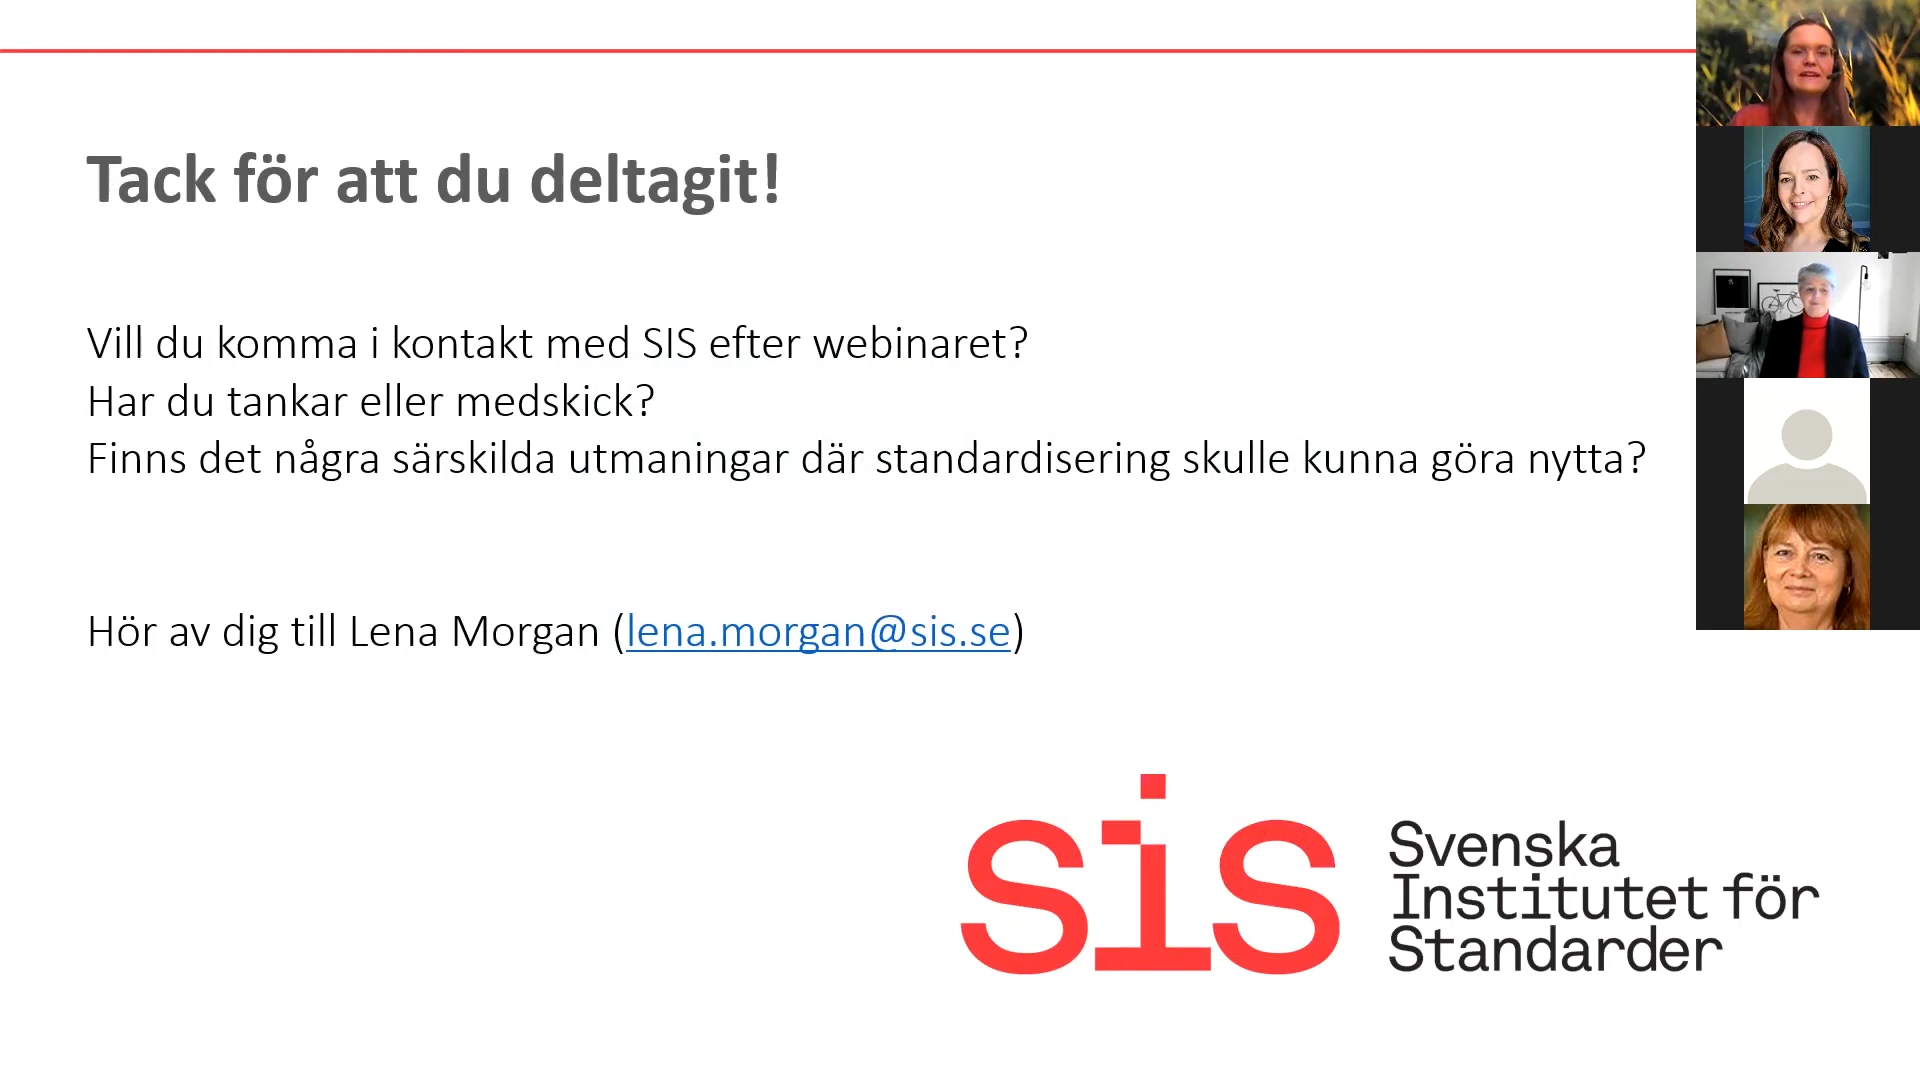 Tack för att du deltagit!
Vill du komma i kontakt med SIS efter webinaret?
Har du tankar eller medskick?
Finns det några särskilda utmaningar där standardisering skulle kunna göra nytta?
Hör av dig till Lena Morgan (lena.morgan@sis.se)
sis
Svenska
Institutet för
Standarder